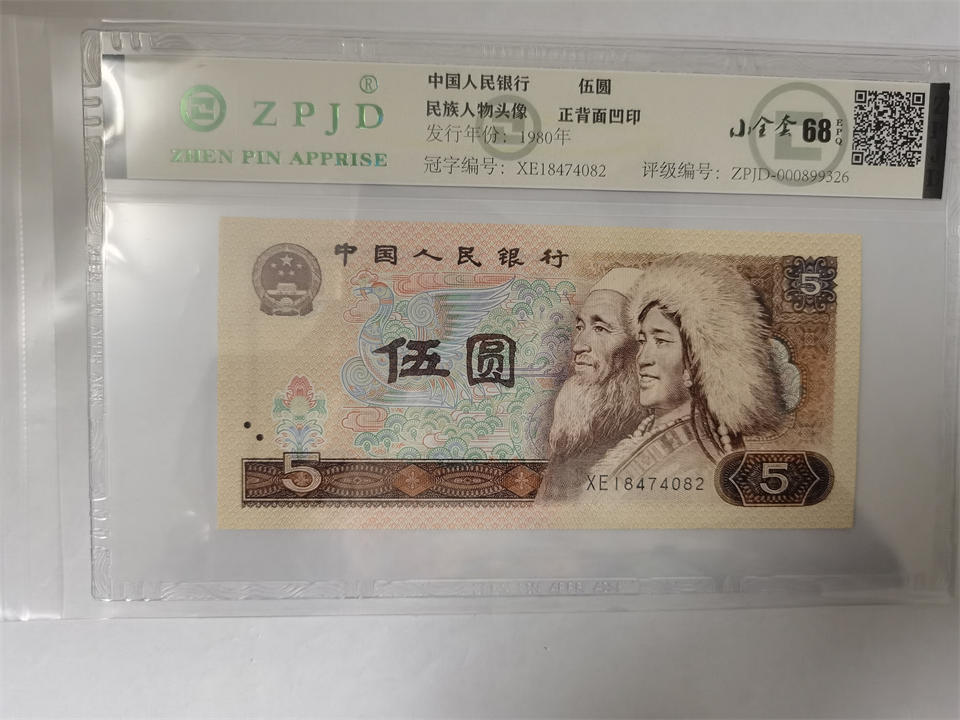 ZPJD®
ZHEN PIN APPRISE
中国人民银行 伍圆
民族人物头像 正背面凹印
发行年份：1980年
冠字编号：XE18474082 评级编号：ZPJD-000899326
小全套 68 EPQ
中国人民银行
5
伍圆
5
XE18474082
5